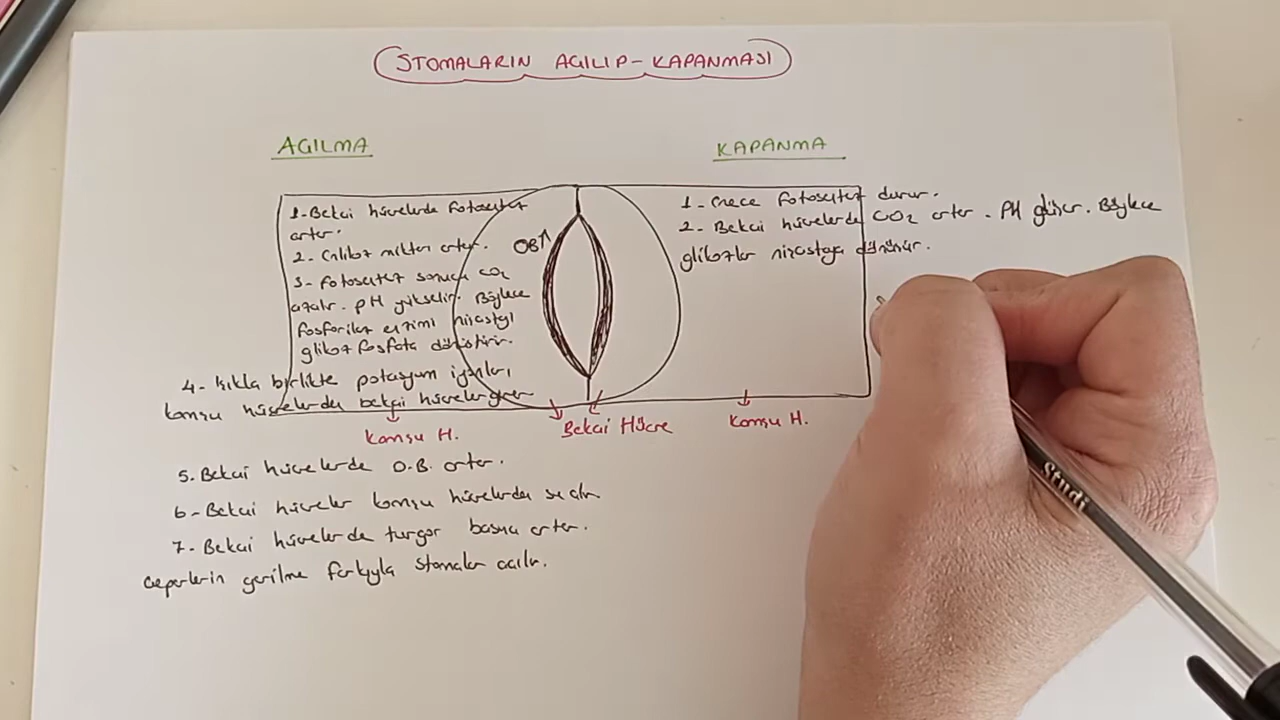 STOMALARIN AÇILIP-KAPANMASI
AÇILMA
1-Bekçi hücrelerde Fotosentez
artar.
2- Glikoz miktarı artar.
3- Fotosentez sonucu CO2
azalır. pH yükselir. Böylece
fosforilaz enzimi nişastayı
glikoz fosfata dönüştürür.
4- Işıkla birlikte potasyum iyonları
komşu hücrelerden bekçi hücrelere girer
OB↑
Komşu H.
Bekçi Hücre
Komşu H.
5. Bekçi hücrelerde O.B. artar.
6- Bekçi hücreler komşu hücrelerden su alır
7- Bekçi hücrelerde turgor basıncı artar.
Çeperlerin gerilme farkıyla stomalar açılır.
KAPANMA
1- Gece fotosentez durur.
2- Bekçi hücrelerde CO2 artar. PH düşer. Böylece
glikozlar nişastaya dönüşür.
Studi